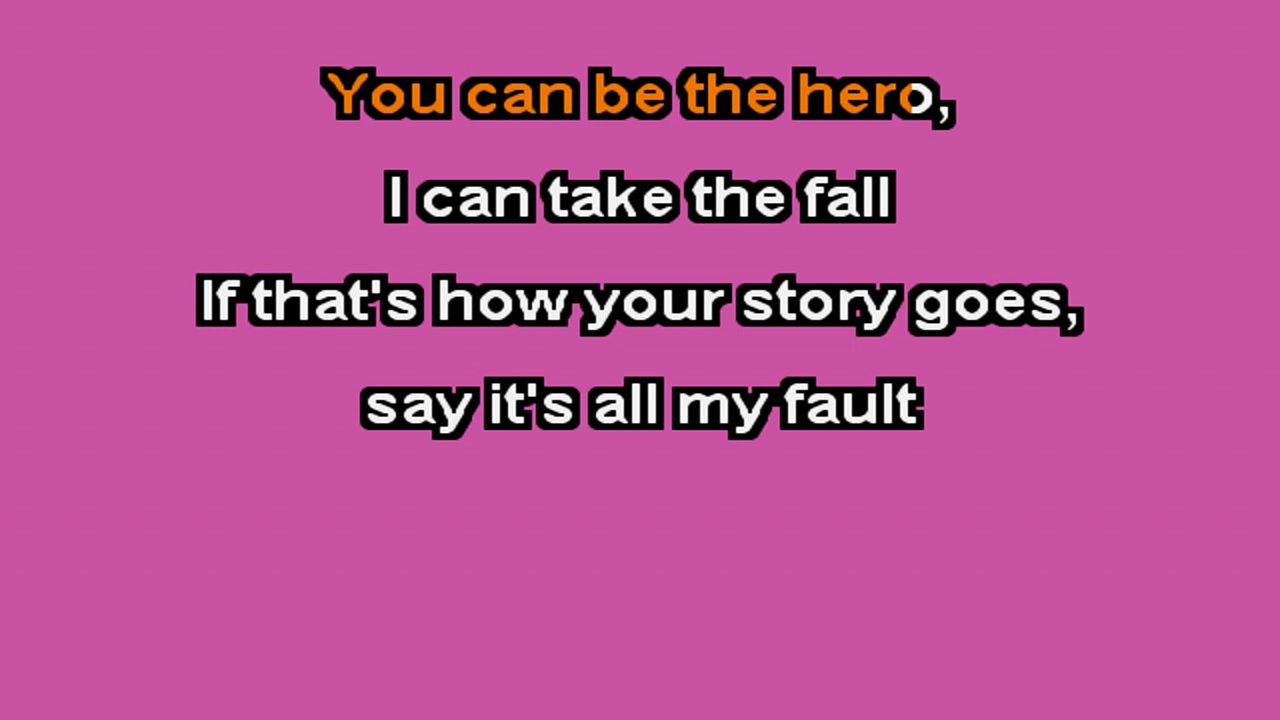 You can be the hero,
I can take the fall
If that's how your story goes,
say it's all my fault